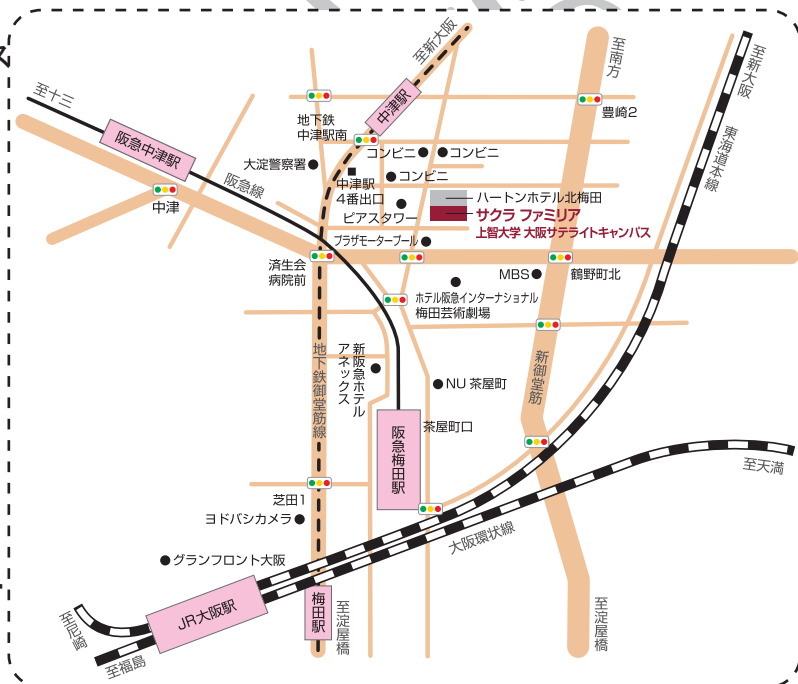 至新大阪
至南方
至新大阪
至十三
中津駅
豊崎2
地下鉄
中津駅南
阪急中津駅
東海道本線
コンビニ
コンビニ
大淀警察署
コンビニ
阪急線
中津駅
4番出口
ハートンホテル北梅田
中津
ピアスタワー
サクラ ファミリア
上智大学 大阪サテライトキャンパス
プラザモータープール
済生会
病院前
MBS
鶴野町北
ホテル阪急インターナショナル
梅田芸術劇場
地下鉄御堂筋線
新阪急ホテル
アネックス
新御堂筋
NU 茶屋町
阪急梅田駅
茶屋町口
至天満
芝田1
ヨドバシカメラ
大阪環状線
グランフロント大阪
JR大阪駅
梅田駅
至淀屋橋
至淀屋橋
至尼崎
至福島